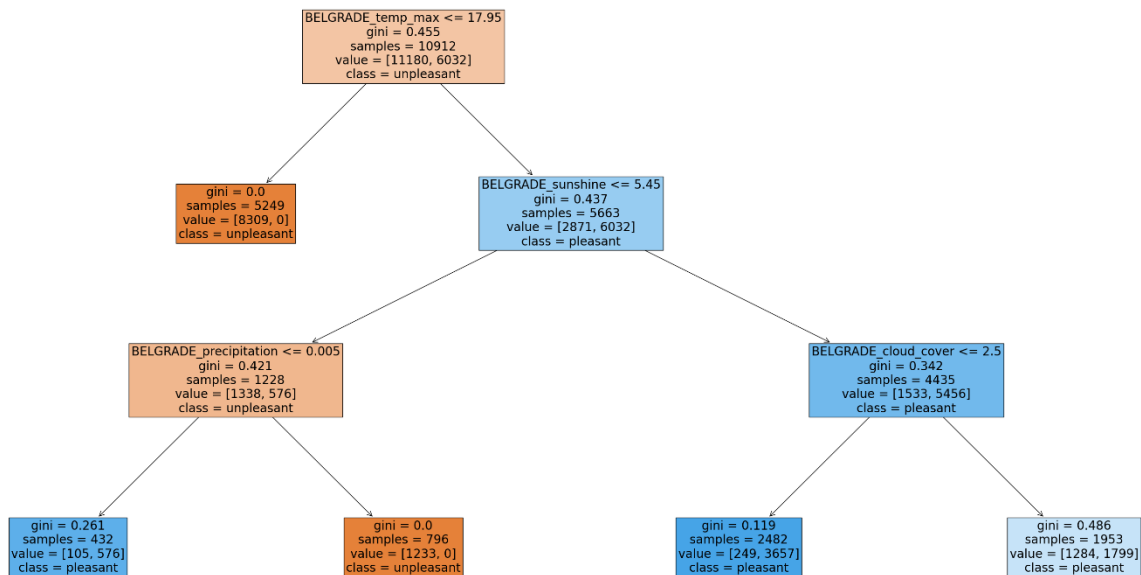 BELGRADE_temp_max <= 17.95
gini = 0.455
samples = 10912
value = [11180, 6032]
class = unpleasant
gini = 0.0
samples = 5249
value = [8309, 0]
class = unpleasant
BELGRADE_sunshine <= 5.45
gini = 0.437
samples = 5663
value = [2871, 6032]
class = pleasant
BELGRADE_precipitation <= 0.005
gini = 0.421
samples = 1228
value = [1338, 576]
class = unpleasant
BELGRADE_cloud_cover <= 2.5
gini = 0.342
samples = 4435
value = [1533, 5456]
class = pleasant
gini = 0.261
samples = 432
value = [105, 576]
class = pleasant
gini = 0.0
samples = 796
value = [1233, 0]
class = unpleasant
gini = 0.119
samples = 2482
value = [249, 3657]
class = pleasant
gini = 0.486
samples = 1953
value = [1284, 1799]
class = pleasant